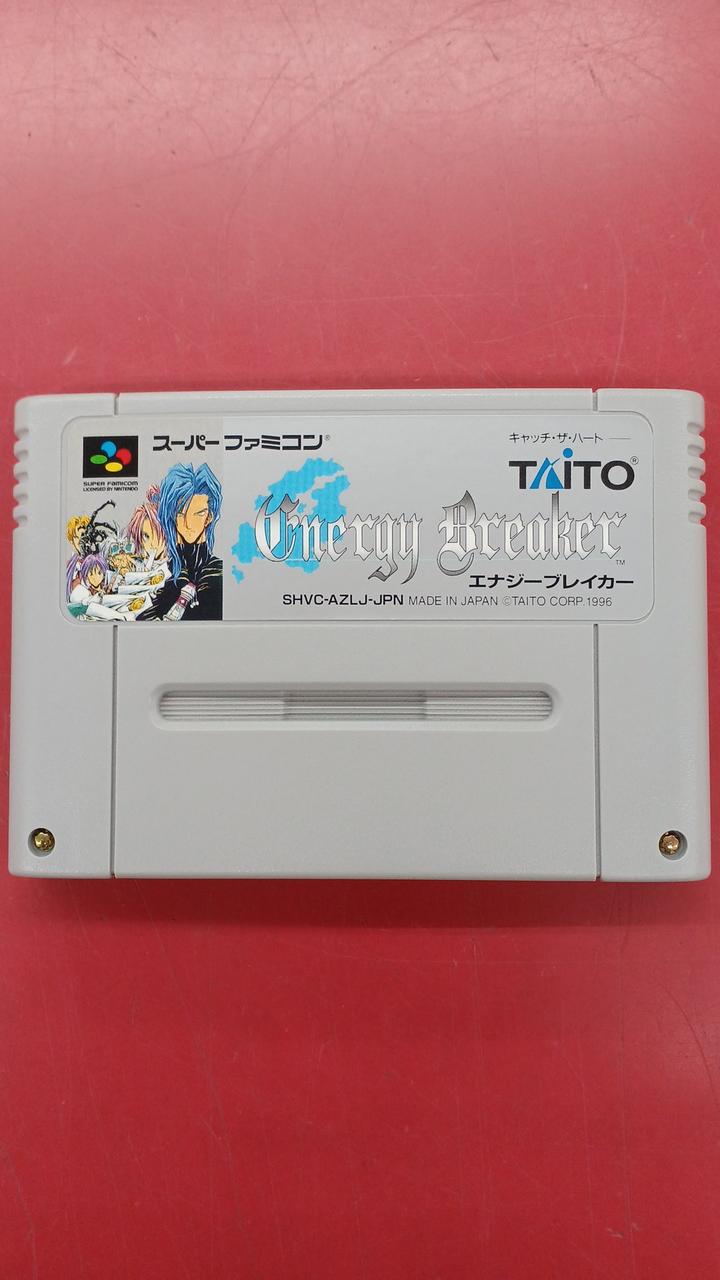 スーパーファミコン®
SUPER FAMICOM
LICENSED BY NINTENDO
キャッチ・ザ・ハート
TAITO®
Energy Breaker™
エナジーブレイカー
SHVC-AZLJ-JPN MADE IN JAPAN ©TAITO CORP.1996